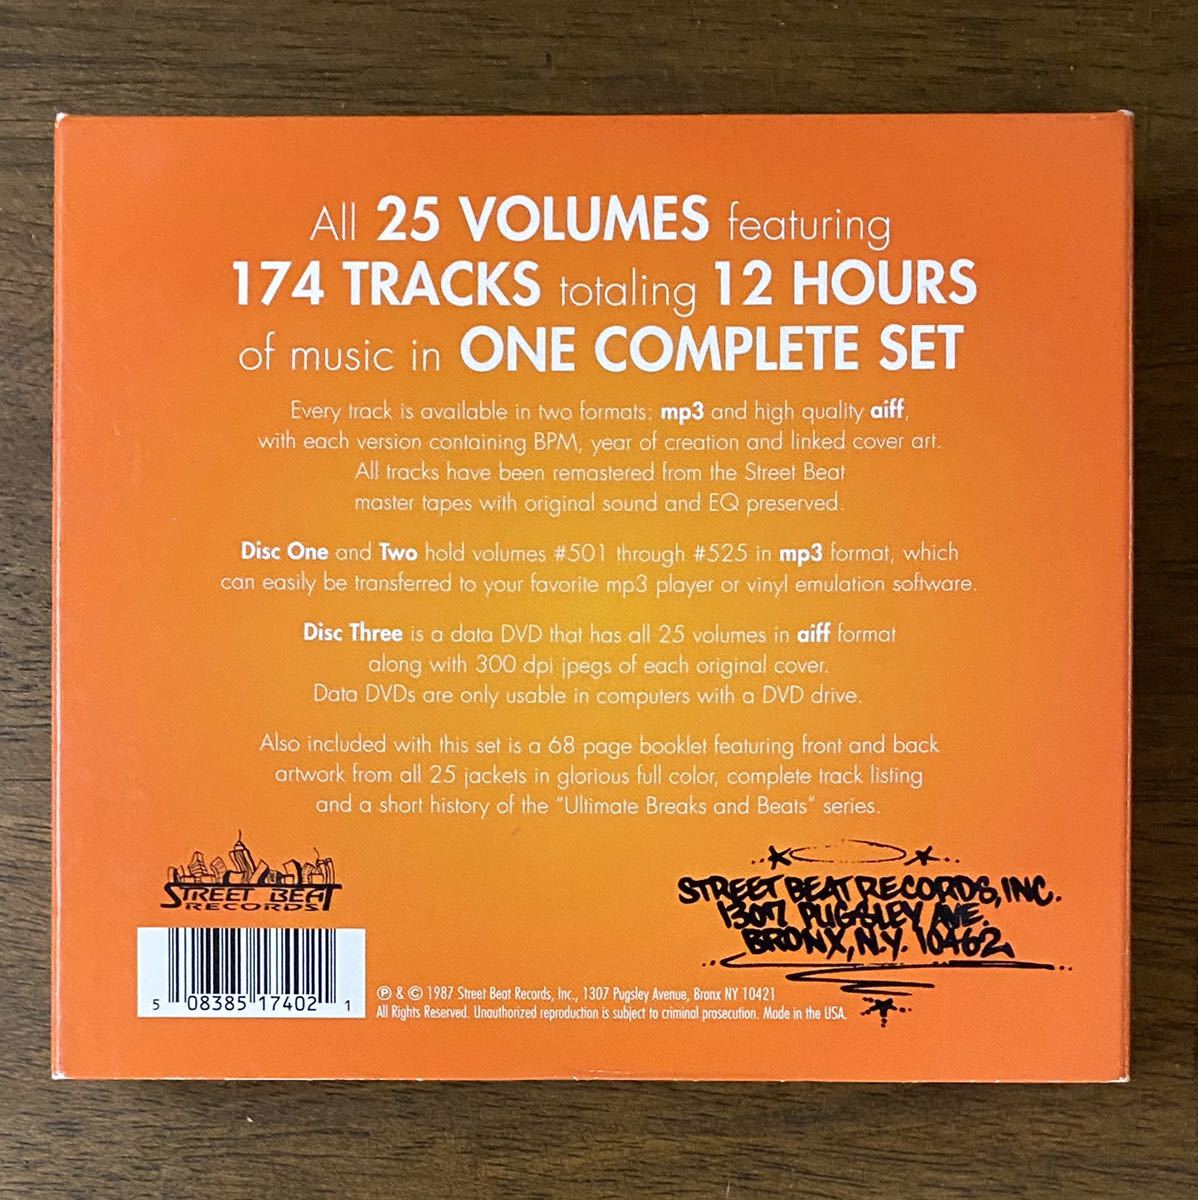 All 25 VOLUMES featuring
174 TRACKS totaling 12 HOURS
of music in ONE COMPLETE SET
Every track is available in two formats: mp3 and high quality aiff,
with each version containing BPM, year of creation and linked cover art.
All tracks have been remastered from the Street Beat
master tapes with original sound and EQ preserved.
Disc One and Two hold volumes #501 through #525 in mp3 format, which
can easily be transferred to your favorite mp3 player or vinyl emulation software.
Disc Three is a data DVD that has all 25 volumes in aiff format
along with 300 dpi jpegs of each original cover.
Data DVDs are only usable in computers with a DVD drive.
Also included with this set is a 68 page booklet featuring front and back
artwork from all 25 jackets in glorious full color, complete track listing
and a short history of the "Ultimate Breaks and Beats" series.
STREET BEAT
RECORDS
STREET BEAT RECORDS, INC.
1307 PUGSLEY AVE.
BRONX, N.Y. 10462
5 08385 17402 1
℗ & © 1987 Street Beat Records, Inc., 1307 Pugsley Avenue, Bronx NY 10421
All Rights Reserved. Unauthorized reproduction is subject to criminal prosecution. Made in the USA.